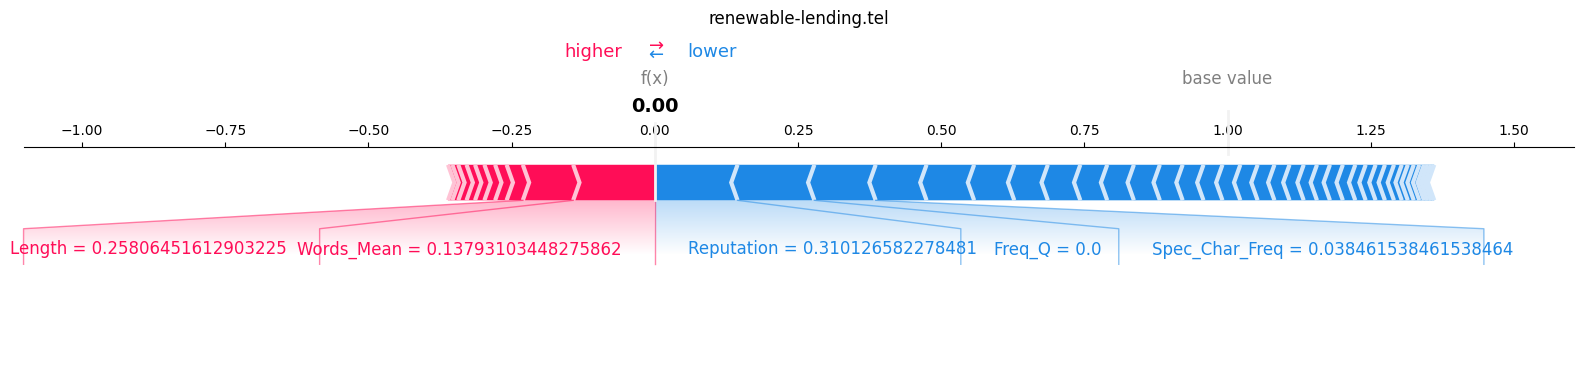 renewable-lending.tel
higher ⇄ lower
f(x) base value
0.00
−1.00 −0.75 −0.50 −0.25 0.00 0.25 0.50 0.75 1.00 1.25 1.50
Length = 0.25806451612903225 Words_Mean = 0.13793103448275862 Reputation = 0.310126582278481 Freq_Q = 0.0 Spec_Char_Freq = 0.038461538461538464